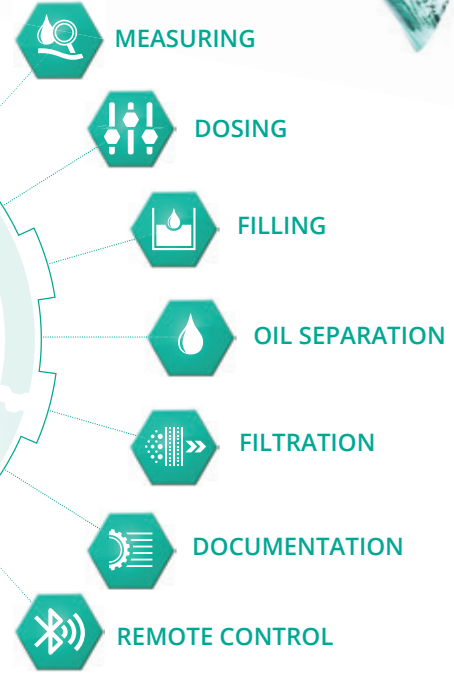 MEASURING
DOSING
FILLING
OIL SEPARATION
FILTRATION
DOCUMENTATION
REMOTE CONTROL